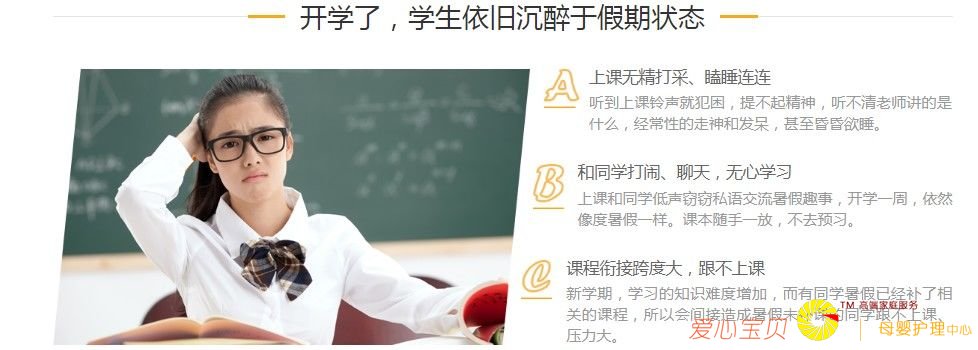 开学了，学生依旧沉醉于假期状态
A
上课无精打采、瞌睡连连
听到上课铃声就犯困，提不起精神，听不清老师讲的是
什么，经常性的走神和发呆，甚至昏昏欲睡。
B
和同学打闹、聊天，无心学习
上课和同学低声窃窃私语交流暑假趣事，开学一周，依然
像度暑假一样。课本随手一放，不去预习。
C
课程衔接跨度大，跟不上课
新学期，学习的知识难度增加，而有同学暑假已经补了相
关的课程，所以会间接造成暑假未补课的同学跟不上课、
压力大。
爱心宝贝
TM 高端家庭服务
母婴护理中心